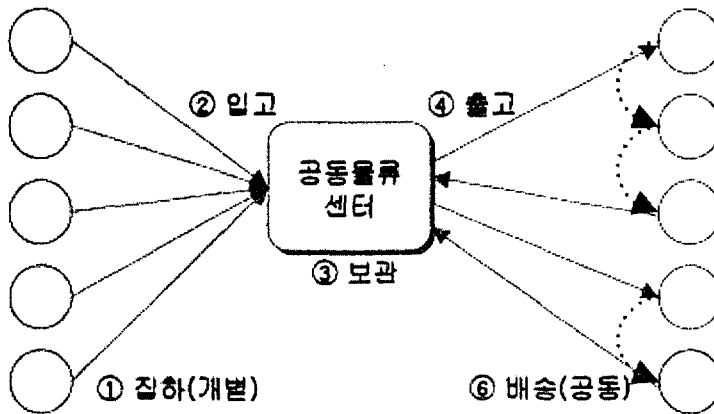 ② 입고
④ 출고
공동물류
센터
③ 보관
① 집하(개별)
⑥ 배송(공동)